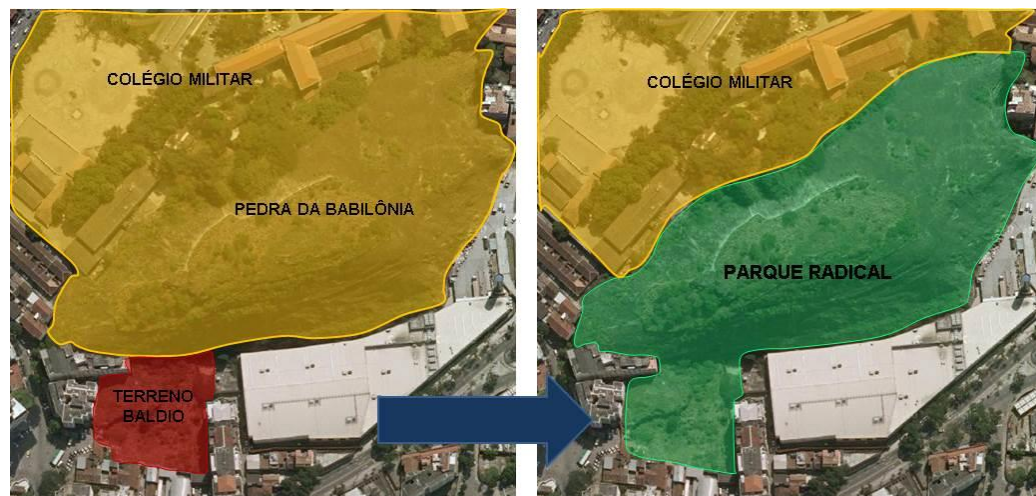 COLÉGIO MILITAR
PEDRA DA BABILÔNIA
TERRENO
BALDIO
COLÉGIO MILITAR
PARQUE RADICAL